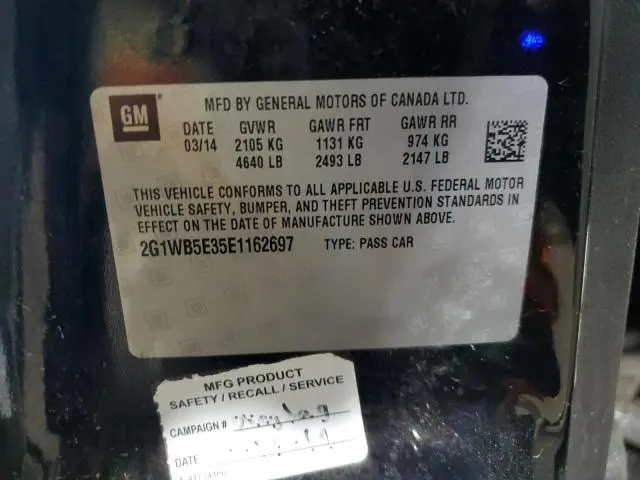 GM
MFD BY GENERAL MOTORS OF CANADA LTD.
DATE GVWR GAWR FRT GAWR RR
03/14 2105 KG 1131 KG 974 KG
4640 LB 2493 LB 2147 LB
THIS VEHICLE CONFORMS TO ALL APPLICABLE U.S. FEDERAL MOTOR
VEHICLE SAFETY, BUMPER, AND THEFT PREVENTION STANDARDS IN
EFFECT ON THE DATE OF MANUFACTURE SHOWN ABOVE.
2G1WB5E35E1162697 TYPE: PASS CAR
MFG PRODUCT
SAFETY / RECALL / SERVICE
CAMPAIGN #
DATE